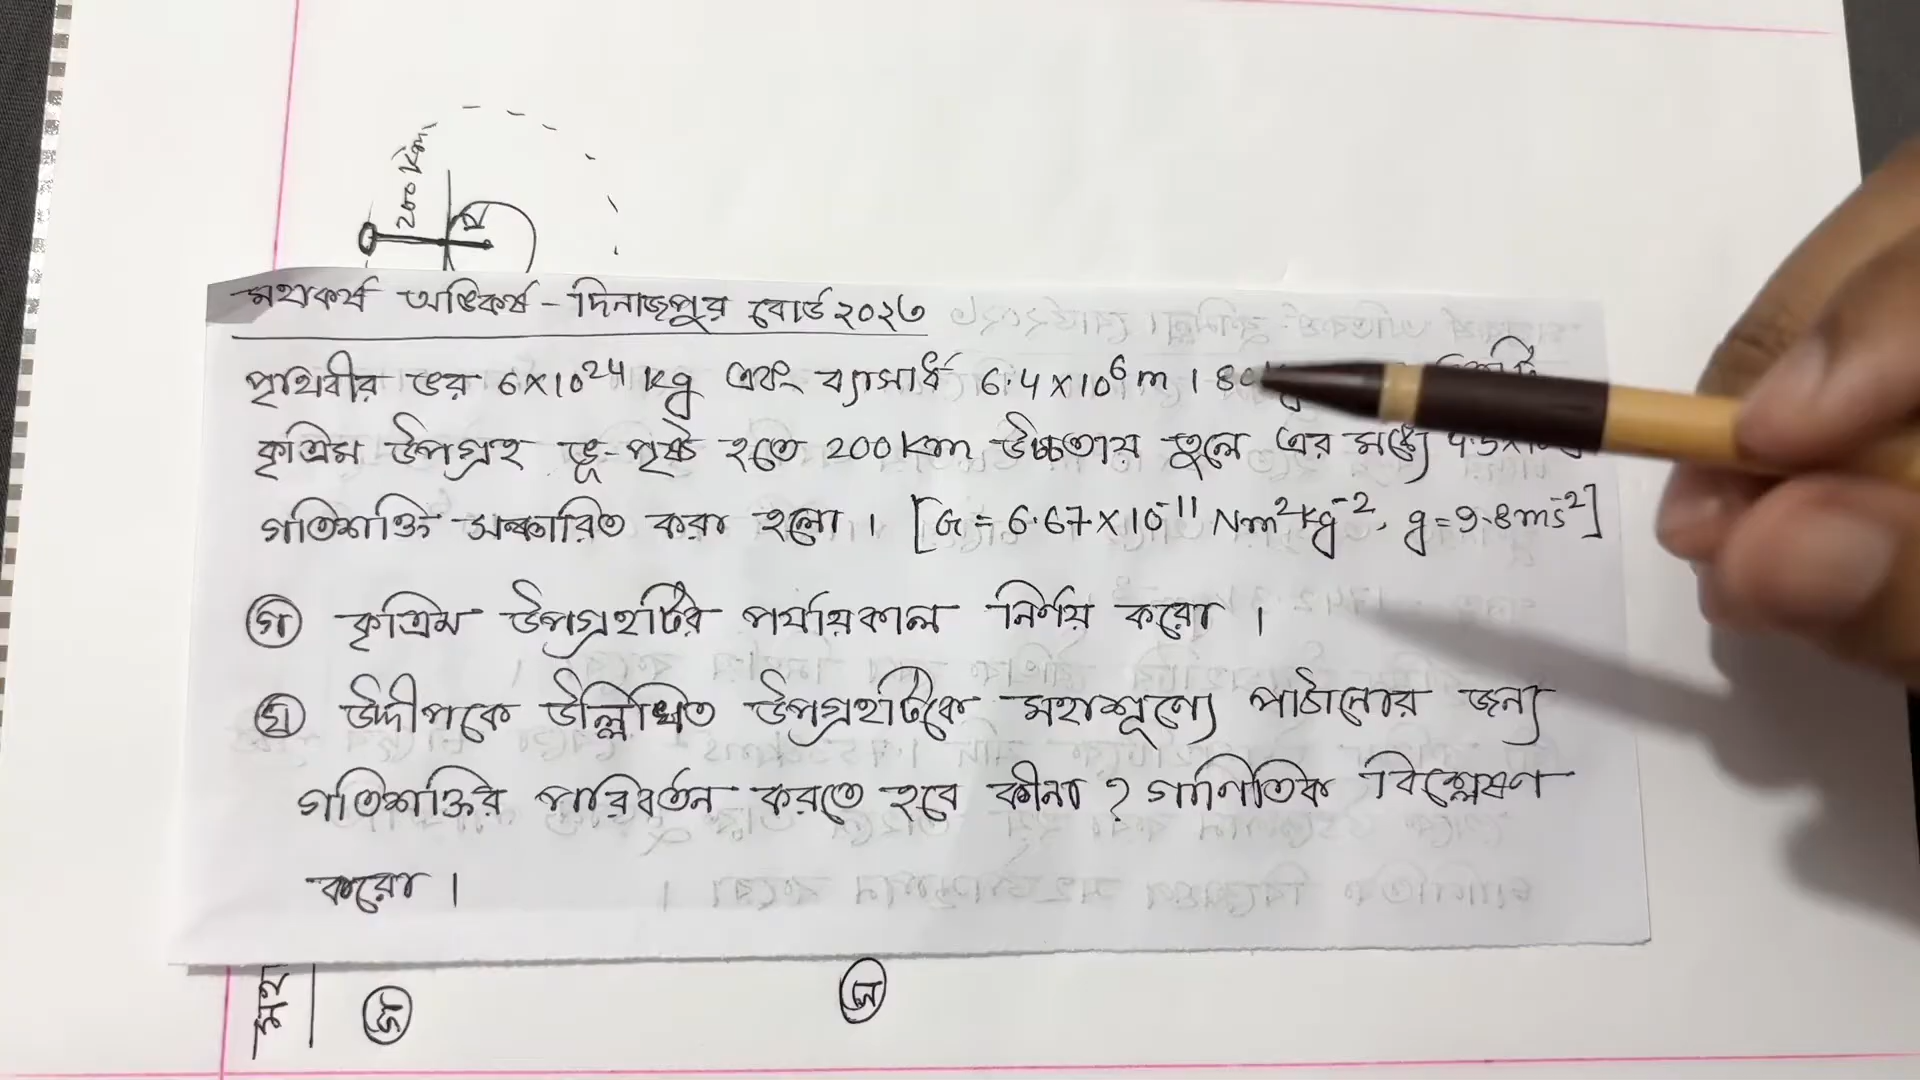 200 Km
R
মহাকর্ষ অভিকর্ষ - দিনাজপুর বোর্ড ২০২৩
পৃথিবীর ভর 6×10²⁴ kg এবং ব্যাসার্ধ 6.4×10⁶ m । 80
কৃত্রিম উপগ্রহ ভূ-পৃষ্ঠ হতে 200 Km উচ্চতায় তুলে এর মধ্যে
গতিশক্তি সঞ্চারিত করা হলো । [G = 6.67×10⁻¹¹ Nm²kg⁻², g=9.8ms⁻²]
গ কৃত্রিম উপগ্রহটির পর্যায়কাল নির্ণয় করো ।
ঘ উদ্দীপকে উল্লিখিত উপগ্রহটিকে মহাশূণ্যে পাঠানোর জন্য
গতিশক্তির পরিবর্তন করতে হবে কীনা ? গাণিতিক বিশ্লেষণ
করো ।